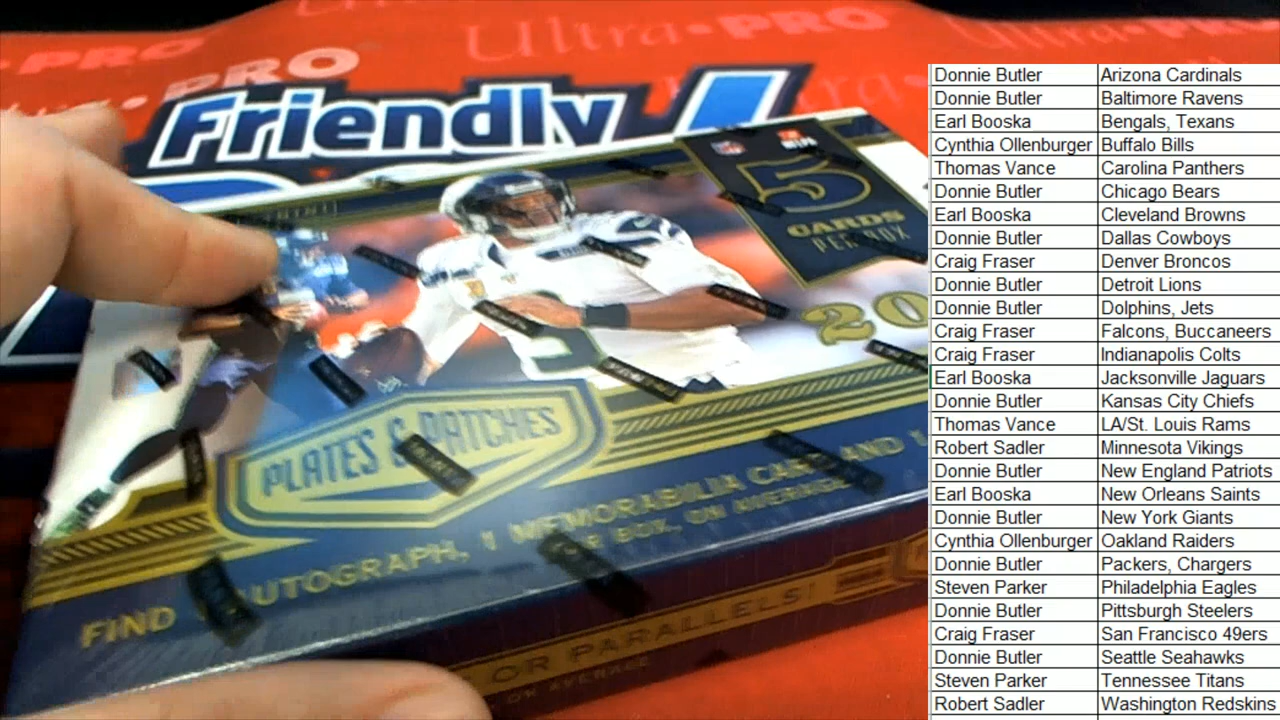 Ultra PRO
PRO
PRO
Friendly
5
CARDS
PER BOX
20
PLATES & PATCHES
FIND AUTOGRAPH, 1 MEMORABILIA CARD AND 1
BOX, ON AVERAGE
OR PARALLELS!
ON AVERAGE
Donnie Butler Arizona Cardinals
Donnie Butler Baltimore Ravens
Earl Booska Bengals, Texans
Cynthia Ollenburger Buffalo Bills
Thomas Vance Carolina Panthers
Donnie Butler Chicago Bears
Earl Booska Cleveland Browns
Donnie Butler Dallas Cowboys
Craig Fraser Denver Broncos
Donnie Butler Detroit Lions
Donnie Butler Dolphins, Jets
Craig Fraser Falcons, Buccaneers
Craig Fraser Indianapolis Colts
Earl Booska Jacksonville Jaguars
Donnie Butler Kansas City Chiefs
Thomas Vance LA/St. Louis Rams
Robert Sadler Minnesota Vikings
Donnie Butler New England Patriots
Earl Booska New Orleans Saints
Donnie Butler New York Giants
Cynthia Ollenburger Oakland Raiders
Donnie Butler Packers, Chargers
Steven Parker Philadelphia Eagles
Donnie Butler Pittsburgh Steelers
Craig Fraser San Francisco 49ers
Donnie Butler Seattle Seahawks
Steven Parker Tennessee Titans
Robert Sadler Washington Redskins